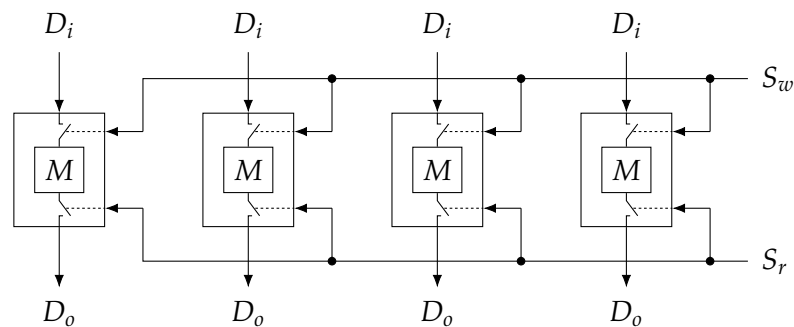 D_i D_i D_i D_i
S_w
M M M M
S_r
D_o D_o D_o D_o